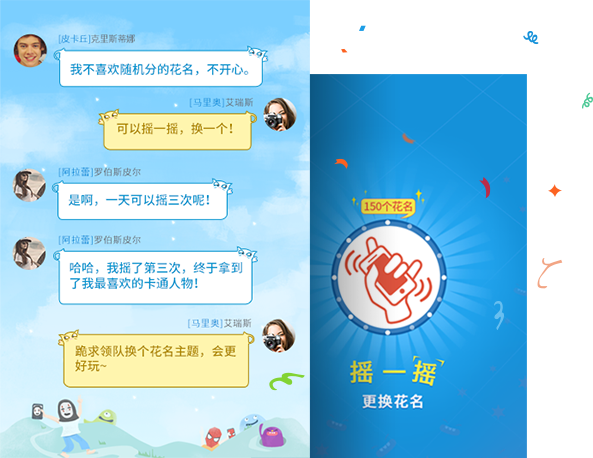 [皮卡丘]克里斯蒂娜
我不喜欢随机分的花名，不开心。
[马里奥]艾瑞斯
可以摇一摇，换一个！
[阿拉蕾]罗伯斯皮尔
是啊，一天可以摇三次呢！
[阿拉蕾]罗伯斯皮尔
哈哈，我摇了第三次，终于拿到
了我最喜欢的卡通人物！
[马里奥]艾瑞斯
跪求领队换个花名主题，会更
好玩~
150个花名
摇一摇
更换花名